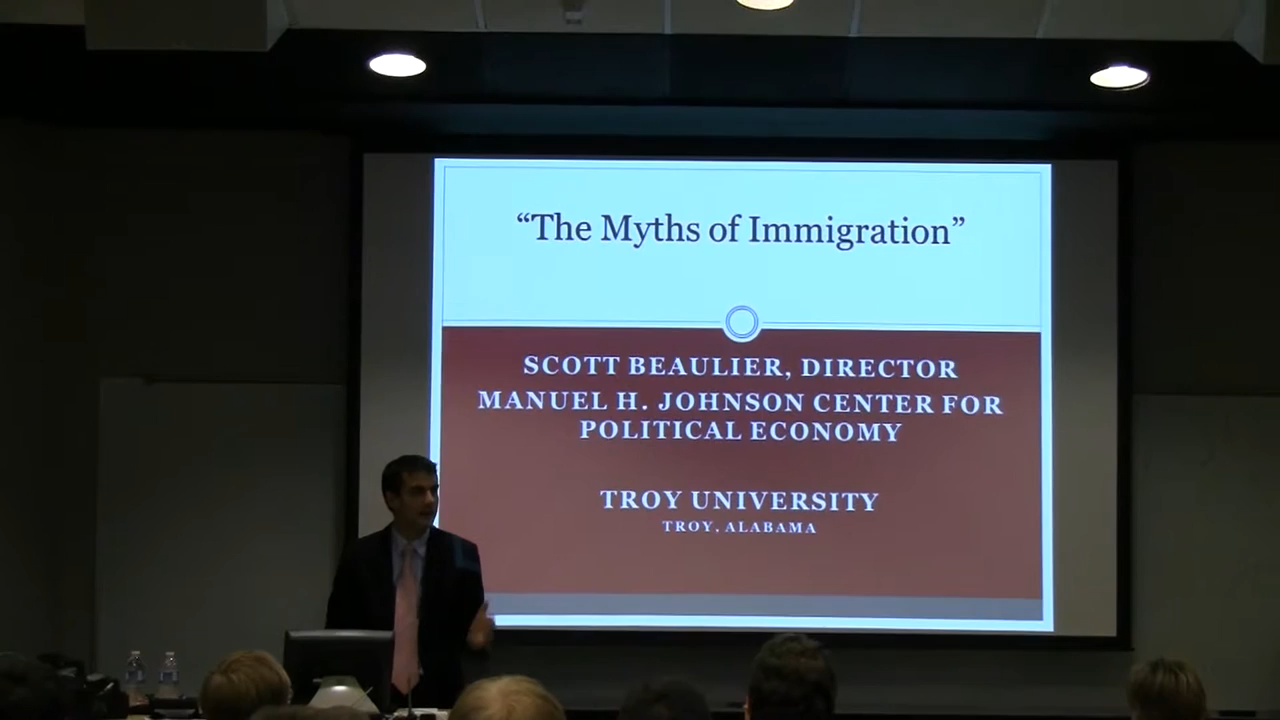 “The Myths of Immigration”
SCOTT BEAULIER, DIRECTOR
MANUEL H. JOHNSON CENTER FOR
POLITICAL ECONOMY
TROY UNIVERSITY
TROY, ALABAMA